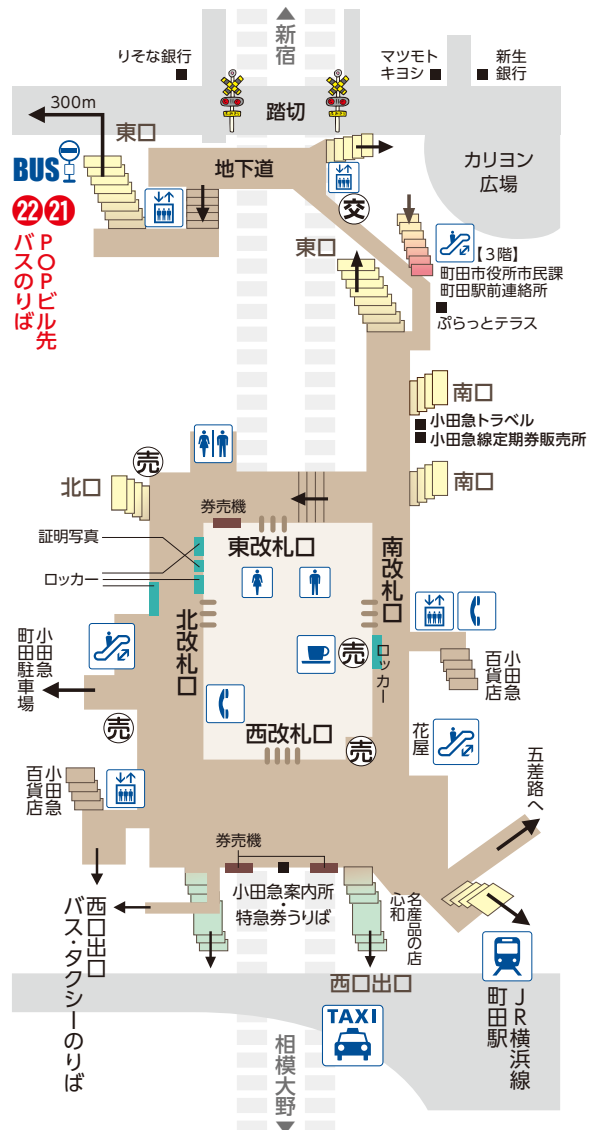 新宿
りそな銀行
マツモト
キヨシ
新生
銀行
300m
踏切
東口
BUS
地下道
カリヨン
広場
22 21
POPビル先
バスのりば
交
東口
【3階】
町田市役所市民課
町田駅前連絡所
ぷらっとテラス
南口
小田急トラベル
小田急線定期券販売所
売
北口
南口
券売機
証明写真
東改札口
南改札口
ロッカー
北改札口
小田急
町田駐車場
売
ロッカー
小田急
百貨店
売
西改札口
売
花屋
五差路へ
小田急
百貨店
券売機
小田急案内所
・
特急券うりば
名産品の店
心和
西口出口
バス・タクシーのりば
西口出口
TAXI
JR横浜線
町田駅
相模大野